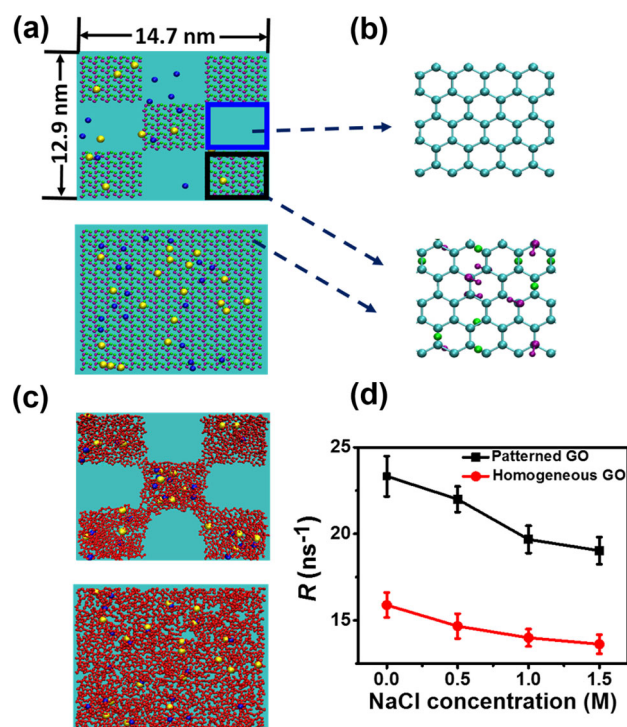 (a)
14.7 nm
12.9 nm
(b)
(c)
(d)
25
20
15
R (ns-1)
Patterned GO
Homogeneous GO
0.0 0.5 1.0 1.5
NaCl concentration (M)